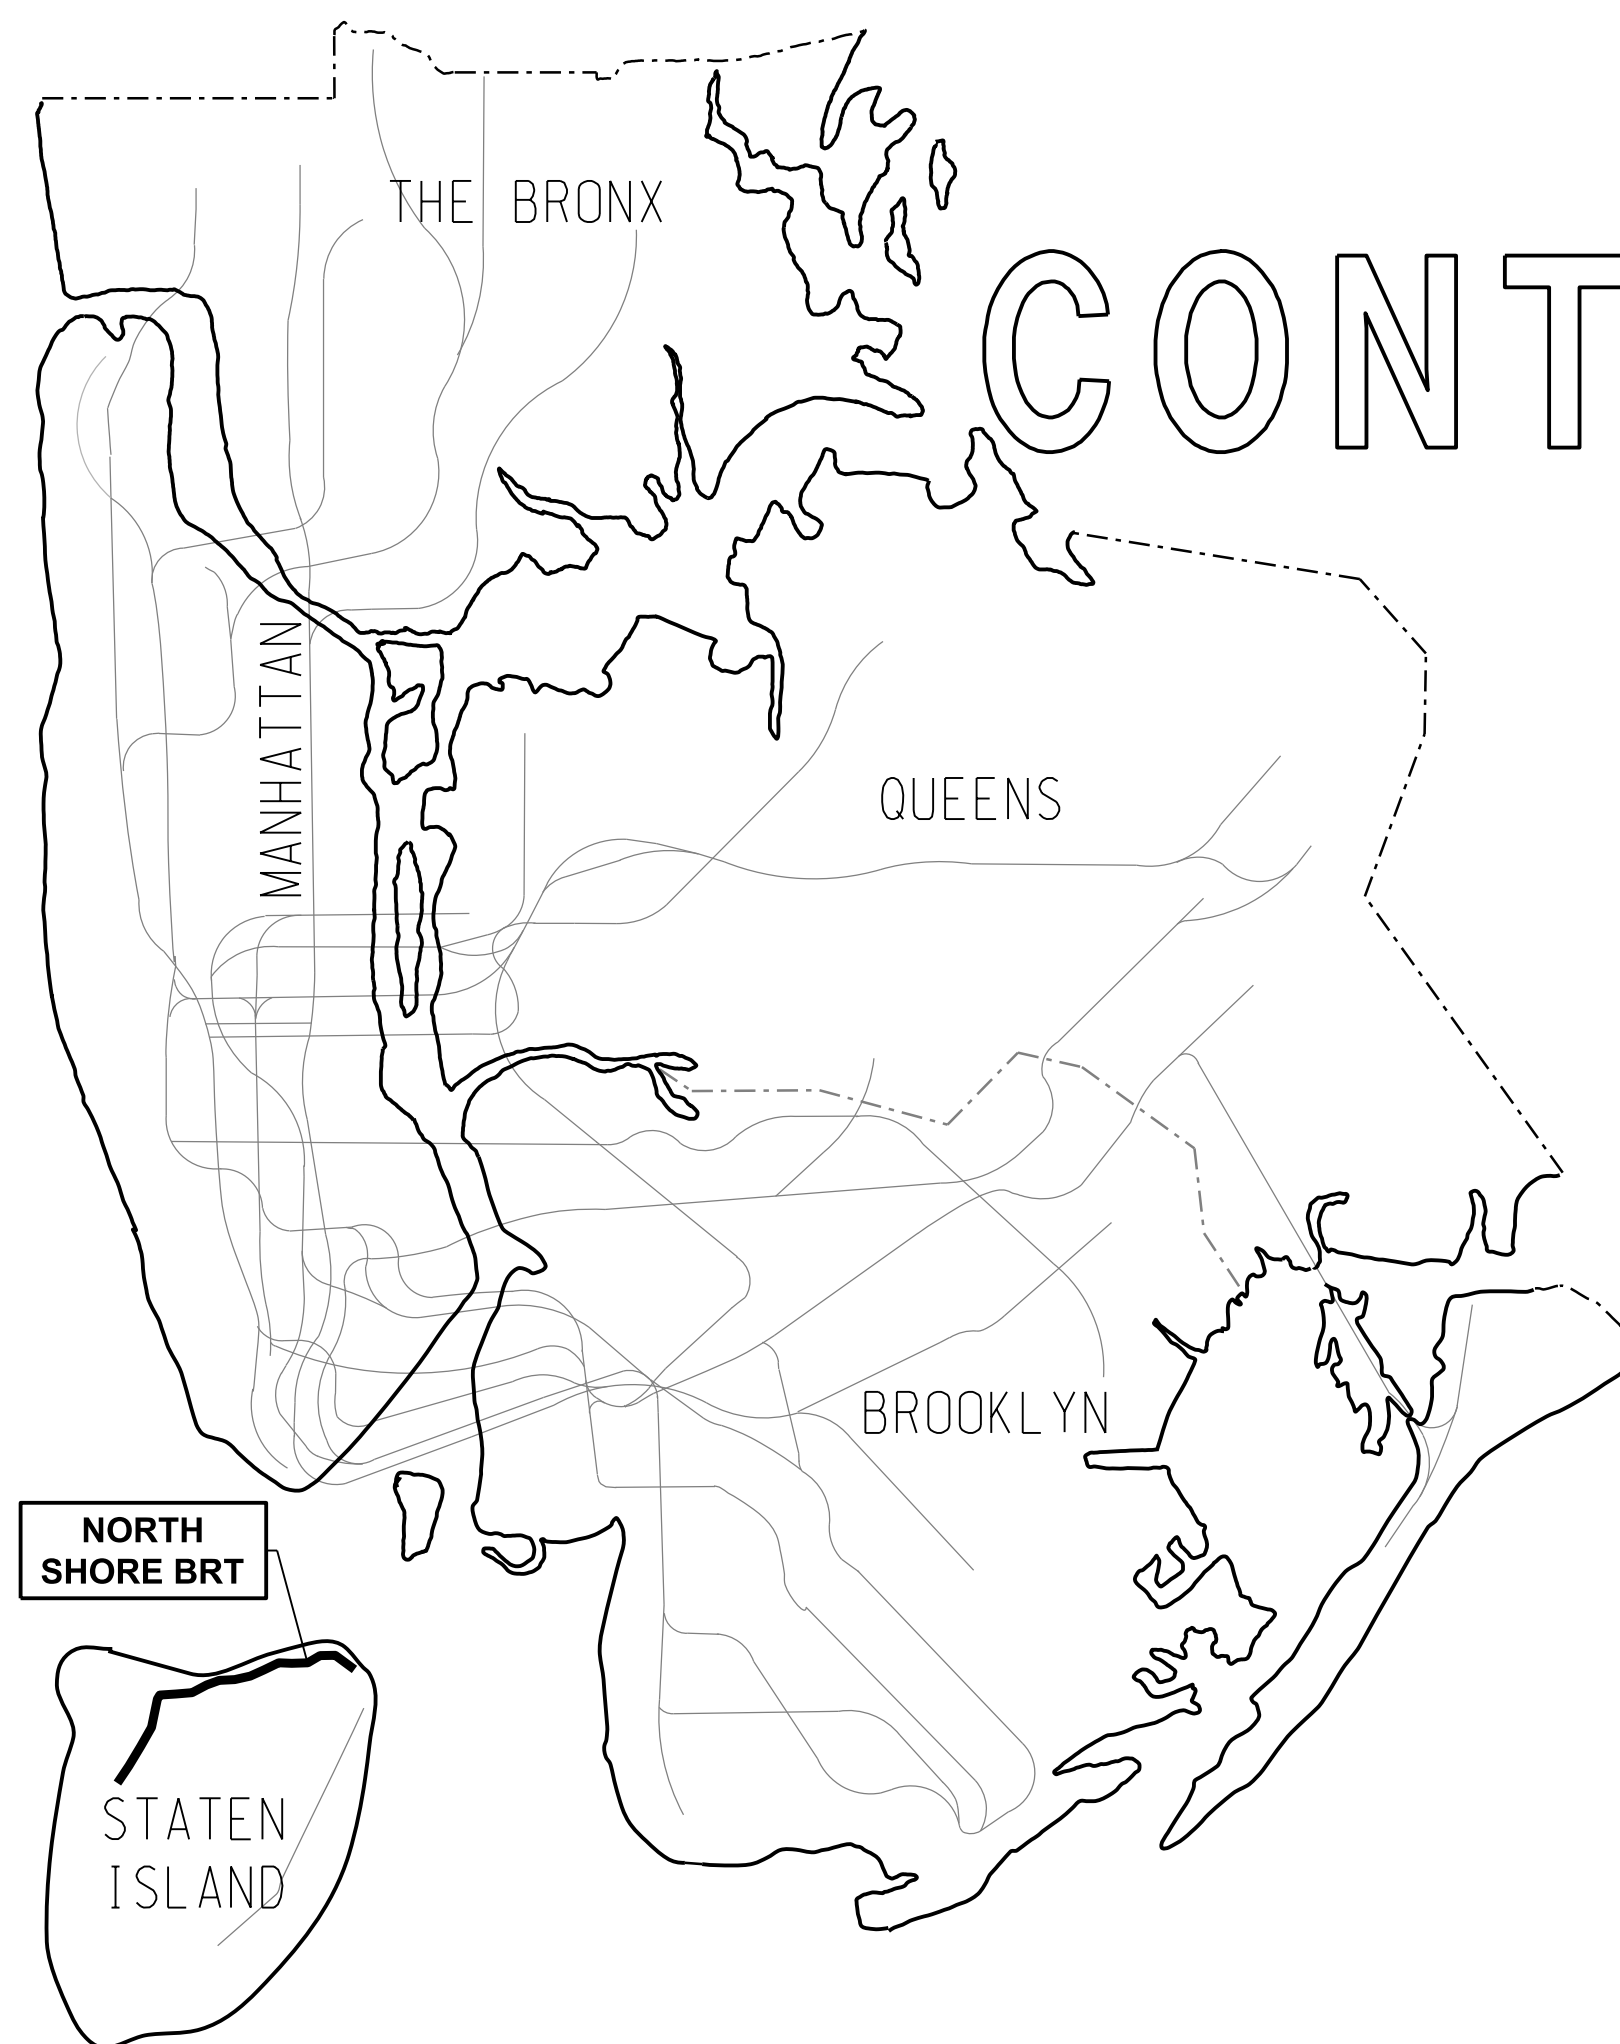 THE BRONX
CONT
MANHATTAN
QUEENS
BROOKLYN
NORTH
SHORE BRT
STATEN
ISLAND